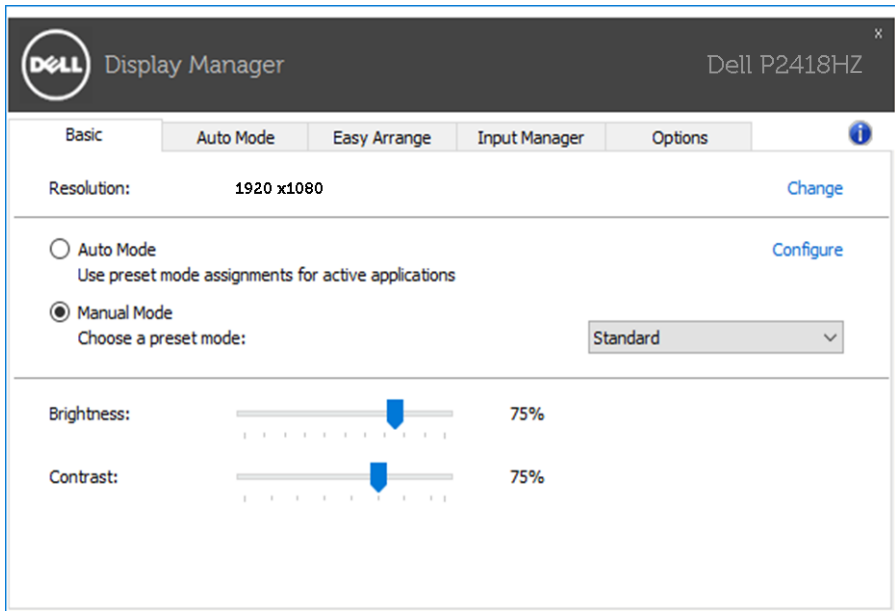 x
DELL Display Manager Dell P2418HZ
Basic Auto Mode Easy Arrange Input Manager Options i
Resolution: 1920 x1080 Change
Auto Mode Configure
Use preset mode assignments for active applications
Manual Mode
Choose a preset mode: Standard
Brightness: 75%
Contrast: 75%